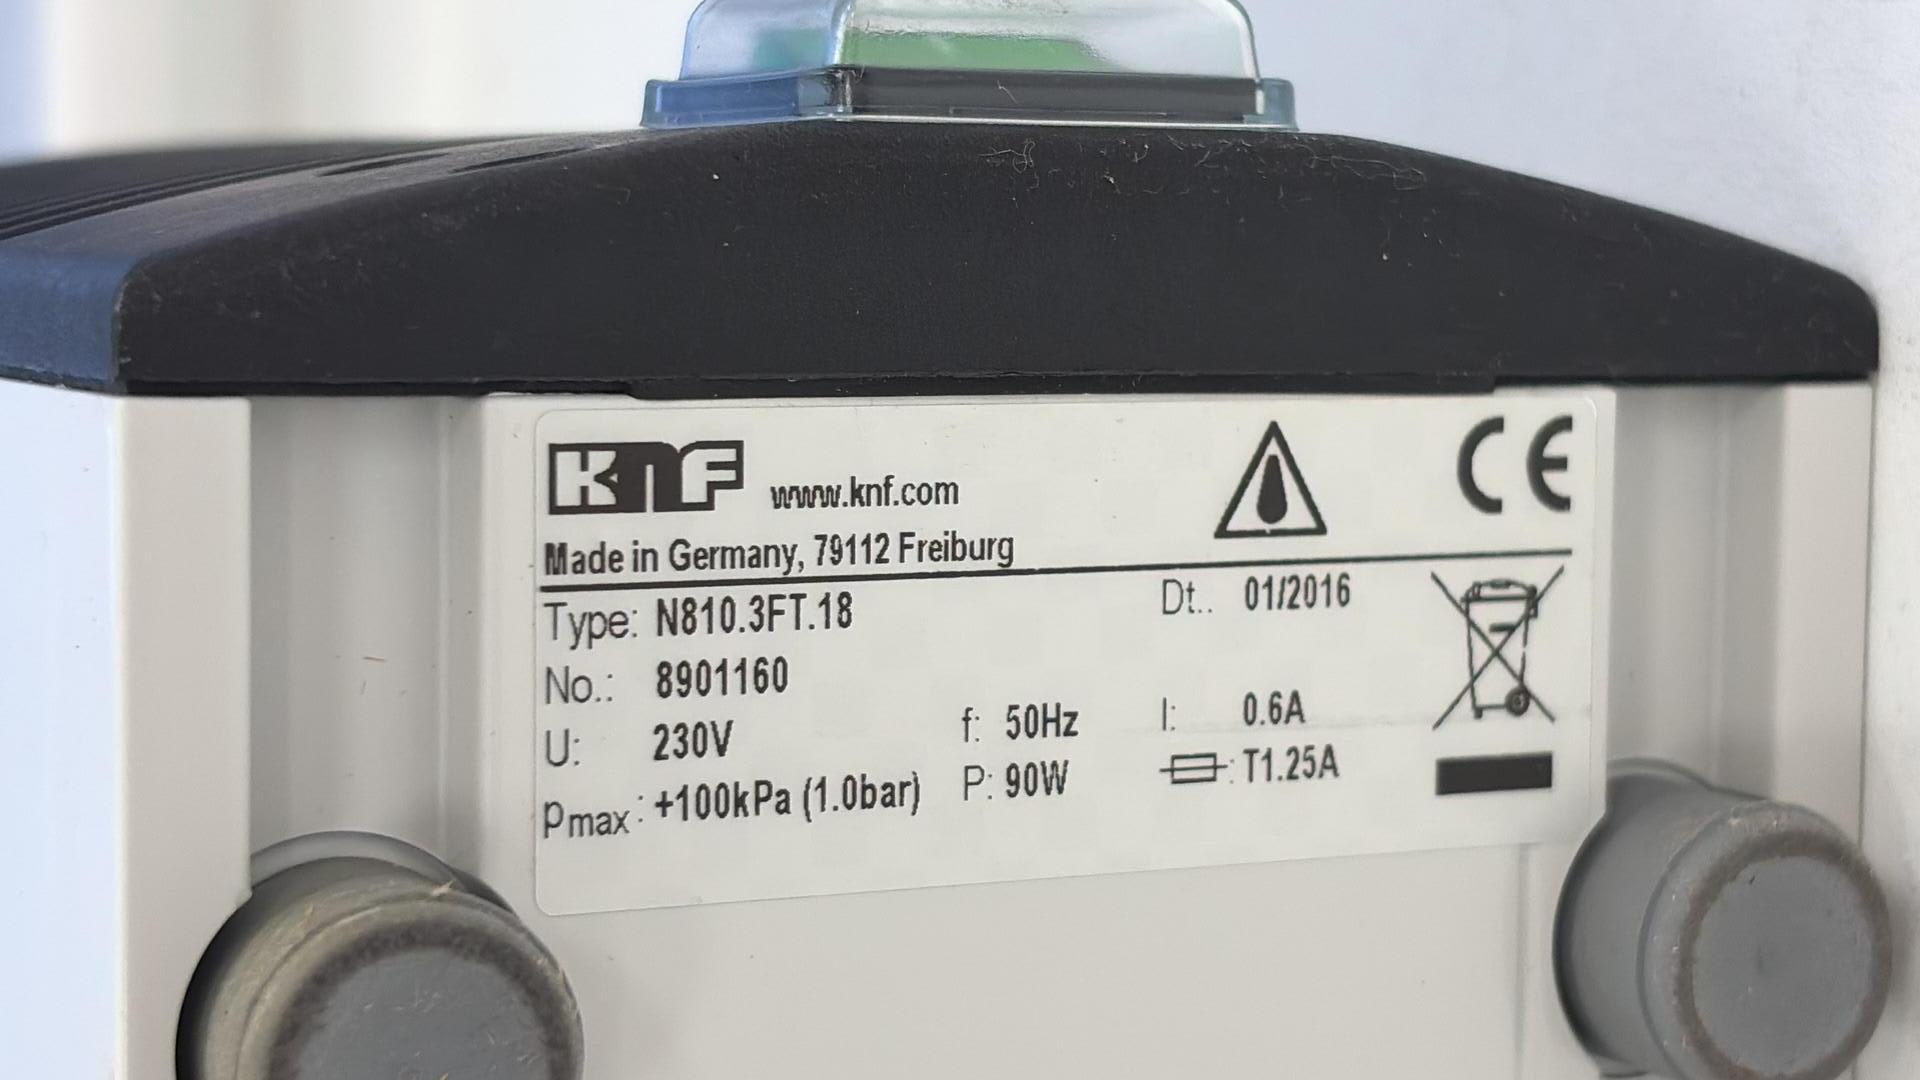 KNF www.knf.com CE
Made in Germany, 79112 Freiburg
Type: N810.3FT.18 Dt.. 01/2016
No.: 8901160
U: 230V f: 50Hz I: 0.6A
pmax: +100kPa (1.0bar) P: 90W : T1.25A